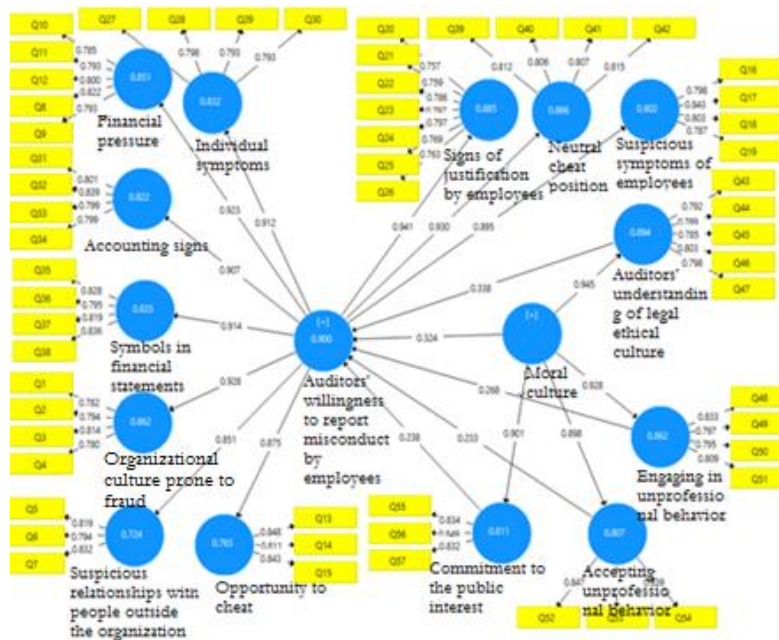 Q10
Q11
Q12
Q8
Q9
0.785
0.793
0.800
0.822
0.793
0.853
Financial
pressure
Q27
Q28
Q29
Q30
0.796
0.793
0.793
0.832
Individual
symptoms
Q20
Q21
Q22
Q23
Q24
Q25
Q26
0.757
0.759
0.786
0.797
0.769
0.763
0.885
Signs of
justification
by employees
Q39
Q40
Q41
Q42
0.812
0.806
0.807
0.815
0.866
Neutral
cheat
position
Q16
Q17
Q18
Q19
0.798
0.843
0.803
0.787
0.802
Suspicious
symptoms of
employees
Q31
Q32
Q33
Q34
0.801
0.839
0.799
0.799
0.822
Accounting signs
0.923
0.912
0.907
0.941
0.930
0.895
Q43
Q44
Q45
Q46
Q47
0.792
0.785
0.803
0.798
0.894
Auditors'
understandin
g of legal
ethical
culture
Q35
Q36
Q37
Q38
0.828
0.795
0.819
0.836
0.835
Symbols in
financial
statements
0.914
[+]
0.900
Auditors'
willingness
to report
misconduct
by
employees
0.338
0.324
[+]
Moral
culture
0.945
0.928
0.268
Q1
Q2
Q3
Q4
0.782
0.794
0.814
0.780
0.862
Organizational
culture prone to
fraud
0.928
0.851
0.875
0.238
0.233
0.901
0.898
Q48
Q49
Q50
Q51
0.833
0.797
0.795
0.809
0.862
Engaging in
unprofessio
nal behavior
Q5
Q6
Q7
0.819
0.794
0.832
0.724
Suspicious
relationships with
people outside
the organization
0.765
Q13
Q14
Q15
0.848
0.843
Opportunity to
cheat
Q55
Q56
Q57
0.834
0.832
0.811
Commitment to
the public
interest
0.807
Accepting
unprofessio
nal behavior
Q52
Q53
Q54